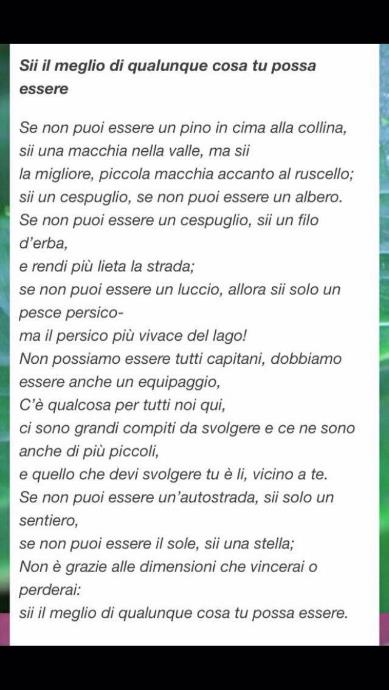 Sii il meglio di qualunque cosa tu possa
essere
Se non puoi essere un pino in cima alla collina,
sii una macchia nella valle, ma sii
la migliore, piccola macchia accanto al ruscello;
sii un cespuglio, se non puoi essere un albero.
Se non puoi essere un cespuglio, sii un filo
d'erba,
e rendi più lieta la strada;
se non puoi essere un luccio, allora sii solo un
pesce persico-
ma il persico più vivace del lago!
Non possiamo essere tutti capitani, dobbiamo
essere anche un equipaggio,
C'è qualcosa per tutti noi qui,
ci sono grandi compiti da svolgere e ce ne sono
anche di più piccoli,
e quello che devi svolgere tu è li, vicino a te.
Se non puoi essere un'autostrada, sii solo un
sentiero,
se non puoi essere il sole, sii una stella;
Non è grazie alle dimensioni che vincerai o
perderai:
sii il meglio di qualunque cosa tu possa essere.